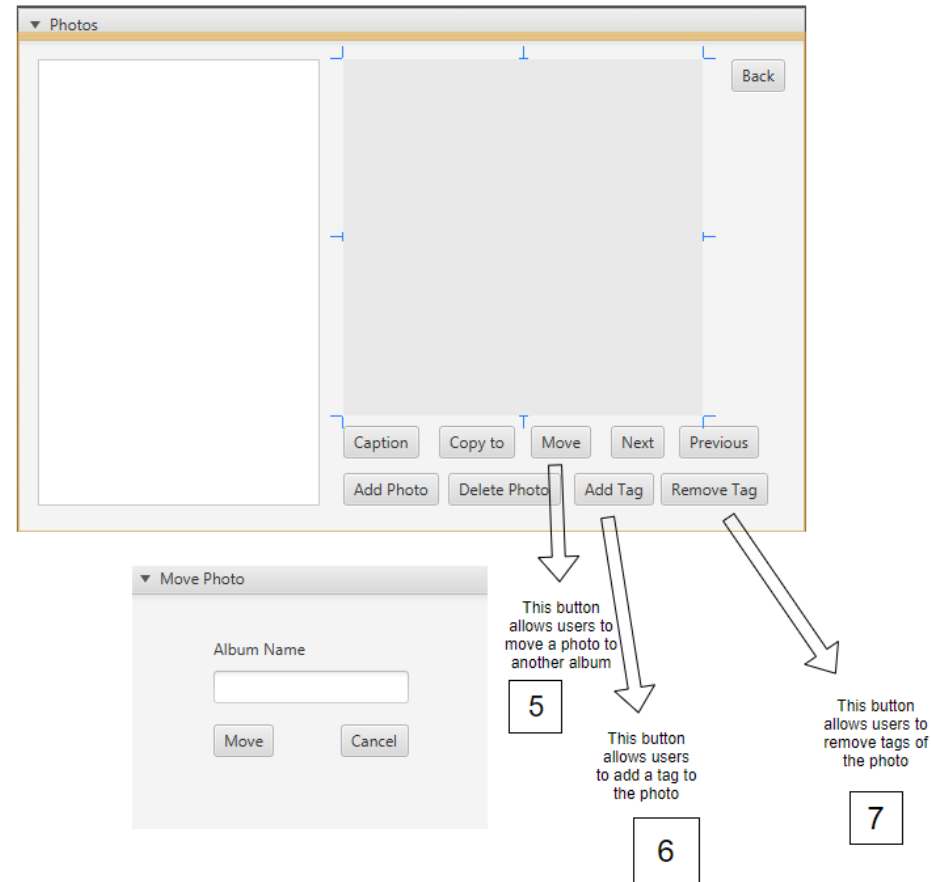 Photos
Back
Caption Copy to Move Next Previous
Add Photo Delete Photo Add Tag Remove Tag
Move Photo
Album Name
Move Cancel
This button
allows users to
move a photo to
another album
5
This button
allows users
to add a tag to
the photo
6
This button
allows users to
remove tags of
the photo
7